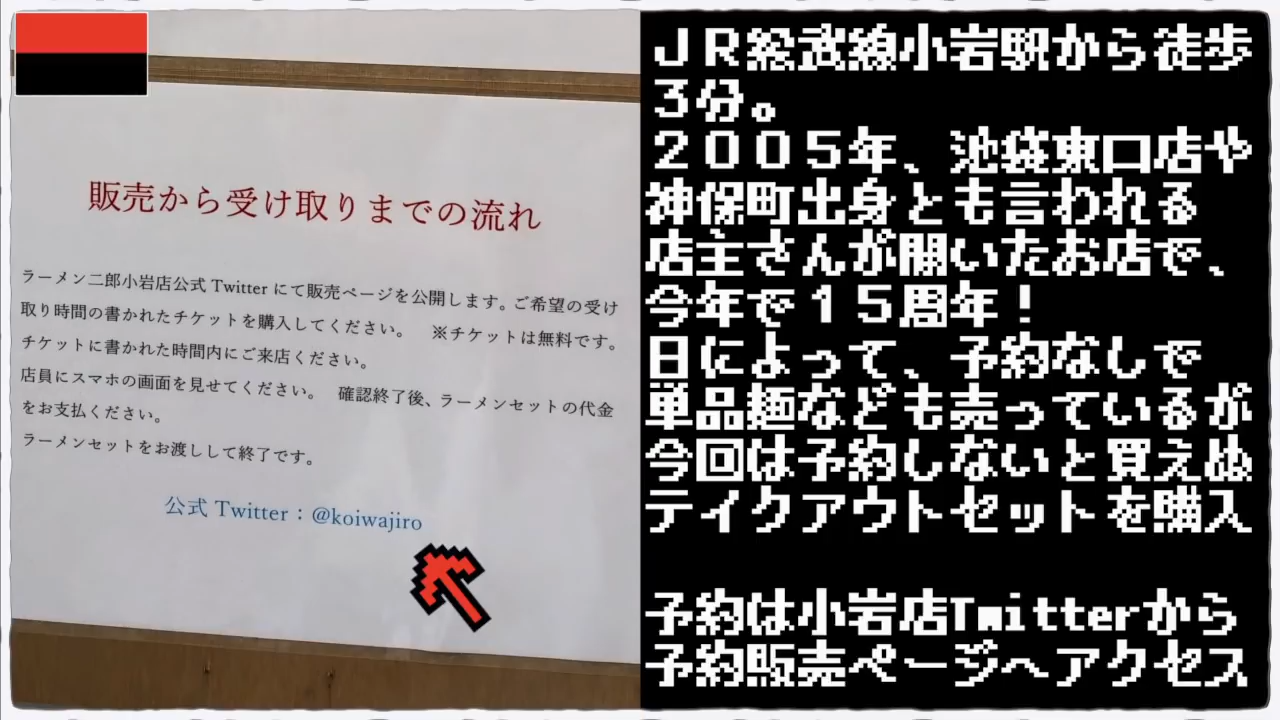 販売から受け取りまでの流れ
ラーメン二郎小岩店公式 Twitter にて販売ページを公開します。ご希望の受け
取り時間の書かれたチケットを購入してください。　※チケットは無料です。
チケットに書かれた時間内にご来店ください。
店員にスマホの画面を見せてください。　確認終了後、ラーメンセットの代金
をお支払ください。
ラーメンセットをお渡しして終了です。
公式 Twitter：@koiwajiro
ＪＲ総武線小岩駅から徒歩
３分。
２００５年、池袋東口店や
神保町出身とも言われる
店主さんが開いたお店で、
今年で１５周年！
日によって、予約なしで
単品麺なども売っているが
今回は予約しないと買えぬ
テイクアウトセットを購入
予約は小岩店Twitterから
予約販売ページへアクセス